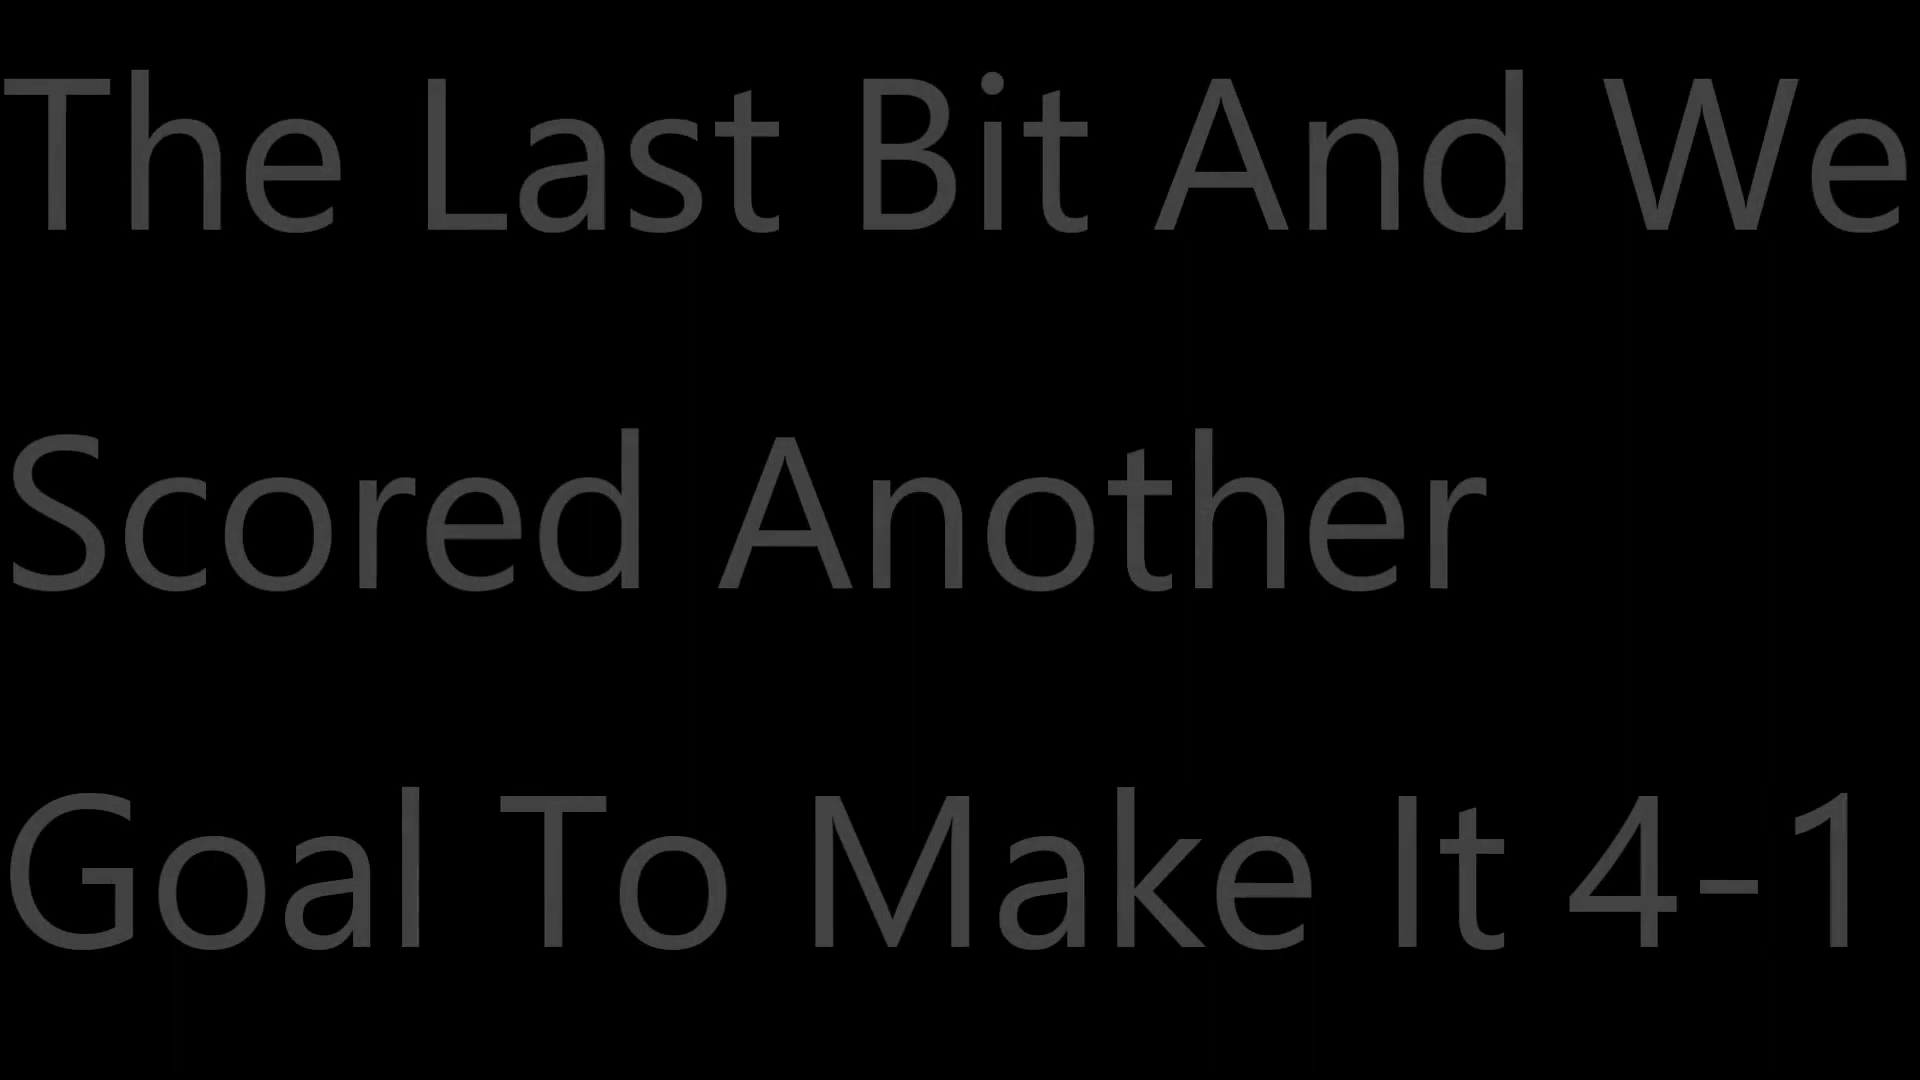 The Last Bit And We
Scored Another
Goal To Make It 4-1